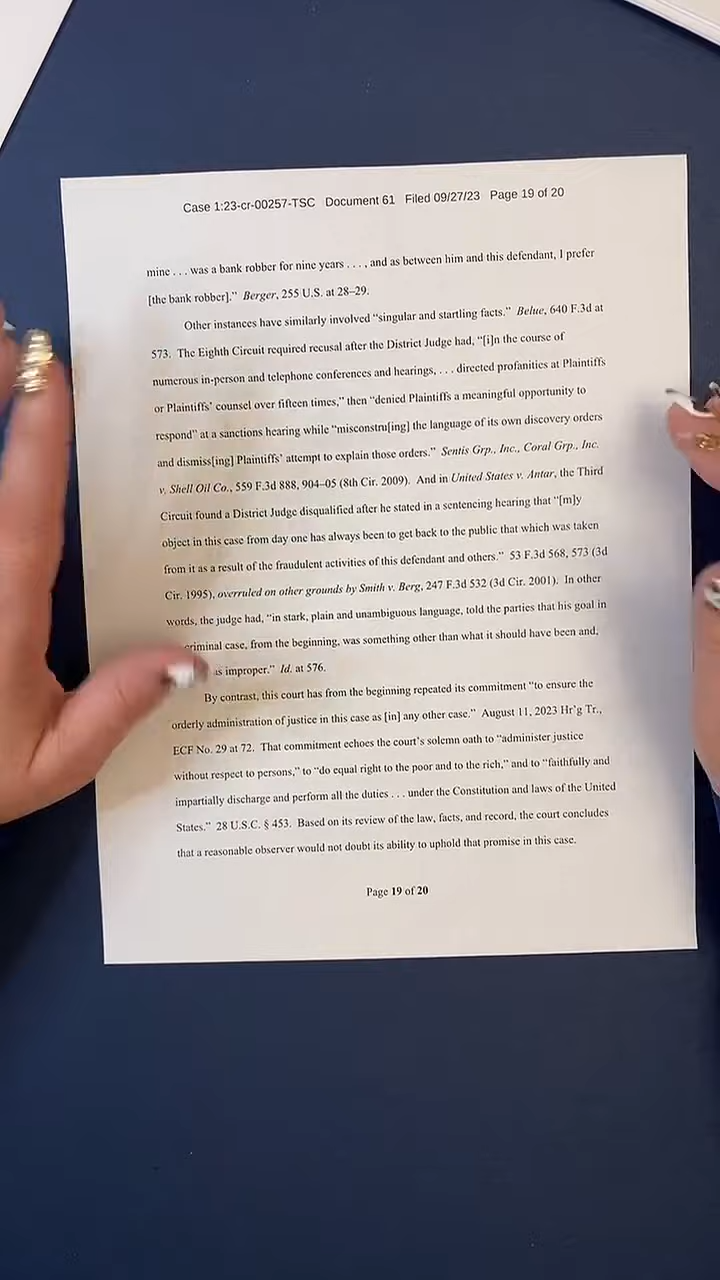 Case 1:23-cr-00257-TSC Document 61 Filed 09/27/23 Page 19 of 20
mine . . . was a bank robber for nine years . . . , and as between him and this defendant, I prefer
[the bank robber].” Berger, 255 U.S. at 28–29.
Other instances have similarly involved “singular and startling facts.” Belue, 640 F.3d at
573. The Eighth Circuit required recusal after the District Judge had, “[i]n the course of
numerous in-person and telephone conferences and hearings, . . . directed profanities at Plaintiffs
or Plaintiffs’ counsel over fifteen times,” then “denied Plaintiffs a meaningful opportunity to
respond” at a sanctions hearing while “misconstru[ing] the language of its own discovery orders
and dismiss[ing] Plaintiffs’ attempt to explain those orders.” Sentis Grp., Inc., Coral Grp., Inc.
v. Shell Oil Co., 559 F.3d 888, 904–05 (8th Cir. 2009). And in United States v. Antar, the Third
Circuit found a District Judge disqualified after he stated in a sentencing hearing that “[m]y
object in this case from day one has always been to get back to the public that which was taken
from it as a result of the fraudulent activities of this defendant and others.” 53 F.3d 568, 573 (3d
Cir. 1995), overruled on other grounds by Smith v. Berg, 247 F.3d 532 (3d Cir. 2001). In other
words, the judge had, “in stark, plain and unambiguous language, told the parties that his goal in
criminal case, from the beginning, was something other than what it should have been and,
improper.” Id. at 576.
By contrast, this court has from the beginning repeated its commitment “to ensure the
orderly administration of justice in this case as [in] any other case.” August 11, 2023 Hr’g Tr.,
ECF No. 29 at 72. That commitment echoes the court’s solemn oath to “administer justice
without respect to persons,” to “do equal right to the poor and to the rich,” and to “faithfully and
impartially discharge and perform all the duties . . . under the Constitution and laws of the United
States.” 28 U.S.C. § 453. Based on its review of the law, facts, and record, the court concludes
that a reasonable observer would not doubt its ability to uphold that promise in this case.
Page 19 of 20